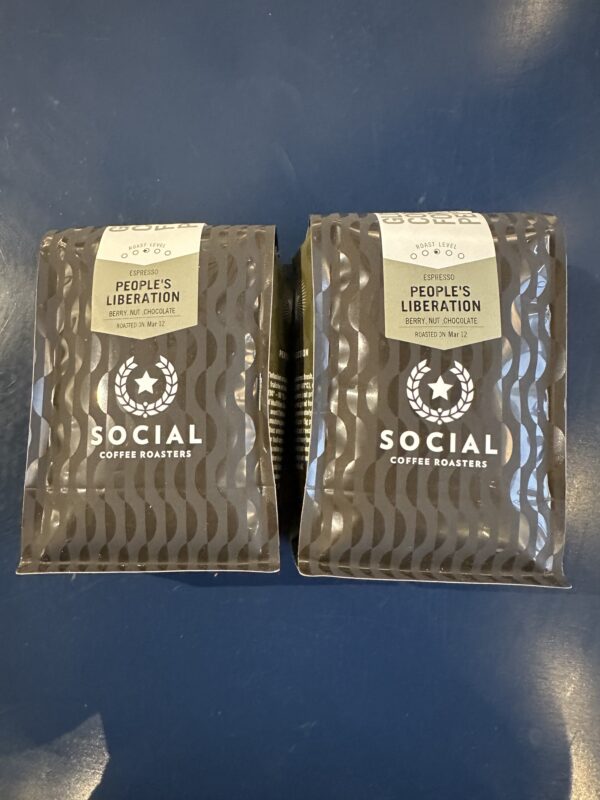 ROAST LEVEL
ESPRESSO
PEOPLE'S
LIBERATION
BERRY, NUT ,CHOCOLATE
ROASTED ON Mar 12
SOCIAL
COFFEE ROASTERS
ROAST LEVEL
ESPRESSO
PEOPLE'S
LIBERATION
BERRY, NUT ,CHOCOLATE
ROASTED ON Mar 12
SOCIAL
COFFEE ROASTERS